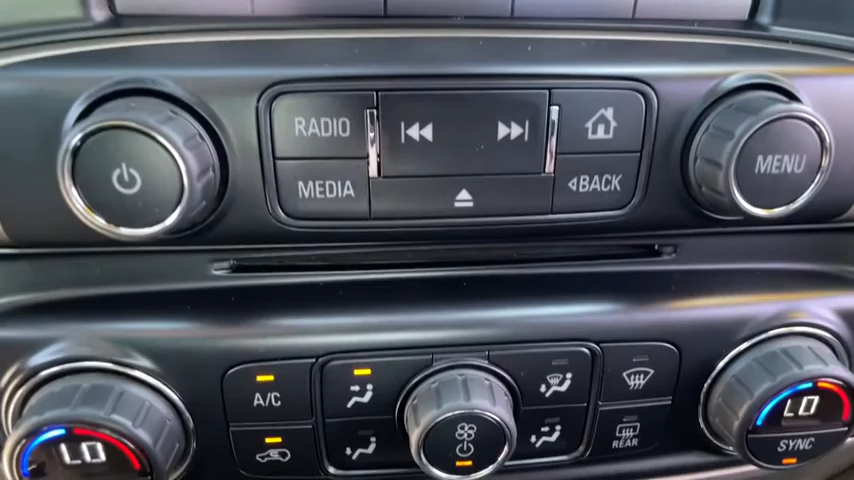 RADIO
MENU
MEDIA
BACK
A/C
LO
LO
REAR
SYNC